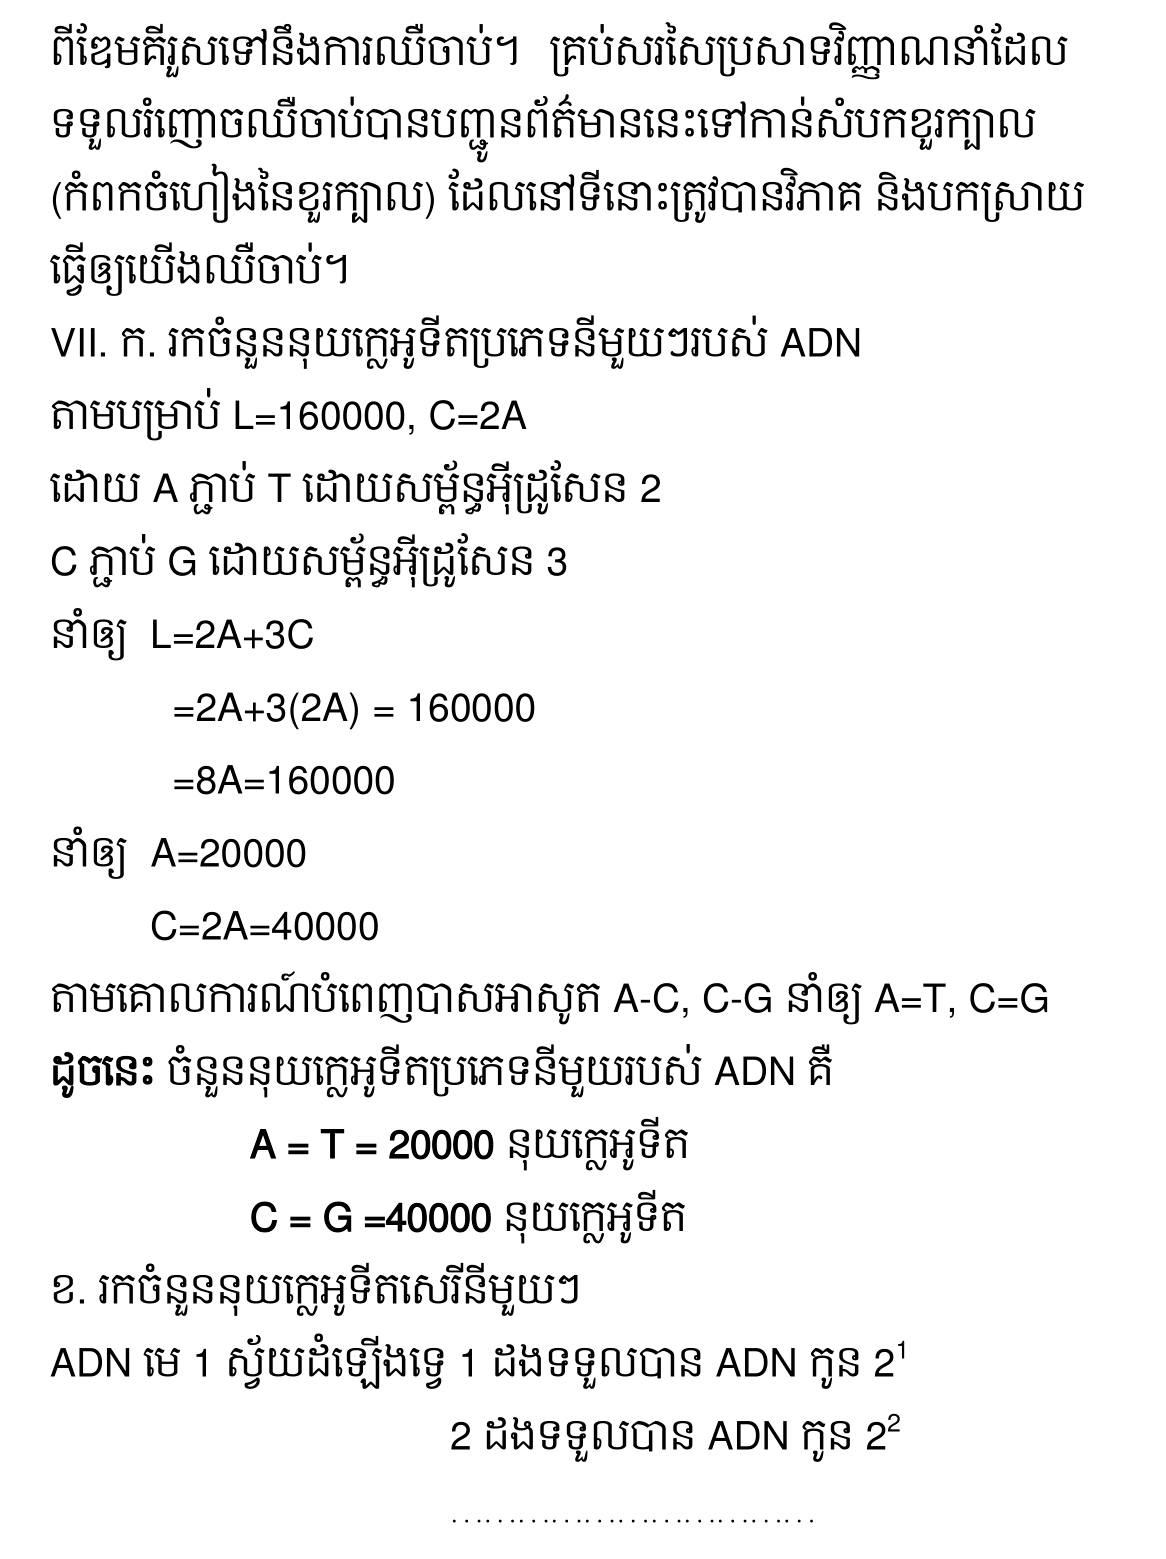 ពីឌែមគីរួសទៅនឹងការឈឺចាប់។ គ្រប់សរសៃប្រសាទវិញ្ញាណនាំដែល
ទទួលរំញោចឈឺចាប់បានបញ្ជូនព័ត៌មាននេះទៅកាន់សំបកខួរក្បាល
(កំពកចំហៀងនៃខួរក្បាល) ដែលនៅទីនោះត្រូវបានវិភាគ និងបកស្រាយ
ធ្វើឲ្យយើងឈឺចាប់។
VII. ក. រកចំនួននុយក្លេអូទីតប្រភេទនីមួយៗរបស់ ADN
តាមបម្រាប់ L=160000, C=2A
ដោយ A ភ្ជាប់ T ដោយសម្ព័ន្ធអ៊ីដ្រូសែន 2
C ភ្ជាប់ G ដោយសម្ព័ន្ធអ៊ីដ្រូសែន 3
នាំឲ្យ L=2A+3C
=2A+3(2A) = 160000
=8A=160000
នាំឲ្យ A=20000
C=2A=40000
តាមគោលការណ៍បំពេញបាសអាសូត A-C, C-G នាំឲ្យ A=T, C=G
ដូចនេះ ចំនួននុយក្លេអូទីតប្រភេទនីមួយរបស់ ADN គឺ
A = T = 20000 នុយក្លេអូទីត
C = G =40000 នុយក្លេអូទីត
ខ. រកចំនួននុយក្លេអូទីតសេរីនីមួយៗ
ADN មេ 1 ស្វ័យដំឡើងទ្វេ 1 ដងទទួលបាន ADN កូន 2¹
2 ដងទទួលបាន ADN កូន 2²
.................................